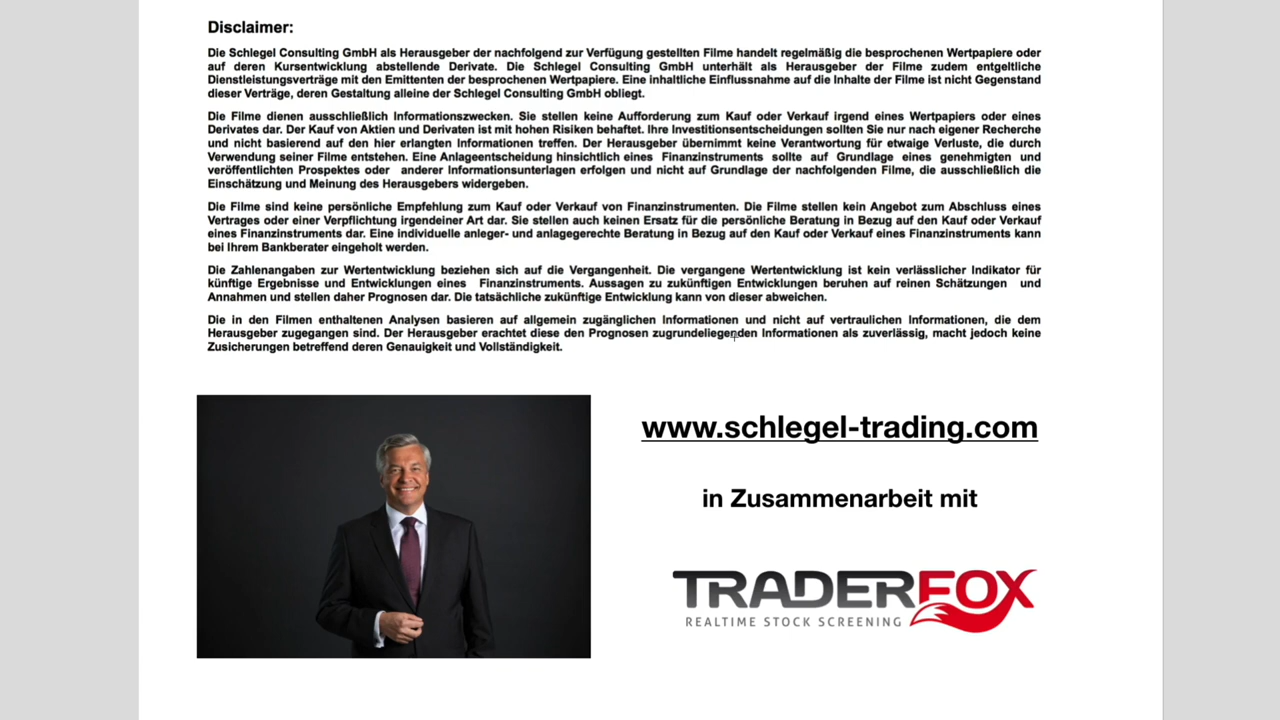 Disclaimer:
Die Schlegel Consulting GmbH als Herausgeber der nachfolgend zur Verfügung gestellten Filme handelt regelmäßig die besprochenen Wertpapiere oder
auf deren Kursentwicklung abstellende Derivate. Die Schlegel Consulting GmbH unterhält als Herausgeber der Filme zudem entgeltliche
Dienstleistungsverträge mit den Emittenten der besprochenen Wertpapiere. Eine inhaltliche Einflussnahme auf die Inhalte der Filme ist nicht Gegenstand
dieser Verträge, deren Gestaltung alleine der Schlegel Consulting GmbH obliegt.
Die Filme dienen ausschließlich Informationszwecken. Sie stellen keine Aufforderung zum Kauf oder Verkauf irgend eines Wertpapiers oder eines
Derivates dar. Der Kauf von Aktien und Derivaten ist mit hohen Risiken behaftet. Ihre Investitionsentscheidungen sollten Sie nur nach eigener Recherche
und nicht basierend auf den hier erlangten Informationen treffen. Der Herausgeber übernimmt keine Verantwortung für etwaige Verluste, die durch
Verwendung seiner Filme entstehen. Eine Anlageentscheidung hinsichtlich eines Finanzinstruments sollte auf Grundlage eines genehmigten und
veröffentlichten Prospektes oder anderer Informationsunterlagen erfolgen und nicht auf Grundlage der nachfolgenden Filme, die ausschließlich die
Einschätzung und Meinung des Herausgebers widergeben.
Die Filme sind keine persönliche Empfehlung zum Kauf oder Verkauf von Finanzinstrumenten. Die Filme stellen kein Angebot zum Abschluss eines
Vertrages oder einer Verpflichtung irgendeiner Art dar. Sie stellen auch keinen Ersatz für die persönliche Beratung in Bezug auf den Kauf oder Verkauf
eines Finanzinstruments dar. Eine individuelle anleger- und anlagegerechte Beratung in Bezug auf den Kauf oder Verkauf eines Finanzinstruments kann
bei Ihrem Bankberater eingeholt werden.
Die Zahlenangaben zur Wertentwicklung beziehen sich auf die Vergangenheit. Die vergangene Wertentwicklung ist kein verlässlicher Indikator für
künftige Ergebnisse und Entwicklungen eines Finanzinstruments. Aussagen zu zukünftigen Entwicklungen beruhen auf reinen Schätzungen und
Annahmen und stellen daher Prognosen dar. Die tatsächliche zukünftige Entwicklung kann von dieser abweichen.
Die in den Filmen enthaltenen Analysen basieren auf allgemein zugänglichen Informationen und nicht auf vertraulichen Informationen, die dem
Herausgeber zugegangen sind. Der Herausgeber erachtet diese den Prognosen zugrundeliegenden Informationen als zuverlässig, macht jedoch keine
Zusicherungen betreffend deren Genauigkeit und Vollständigkeit.
www.schlegel-trading.com
in Zusammenarbeit mit
TRADERFOX
REALTIME STOCK SCREENING